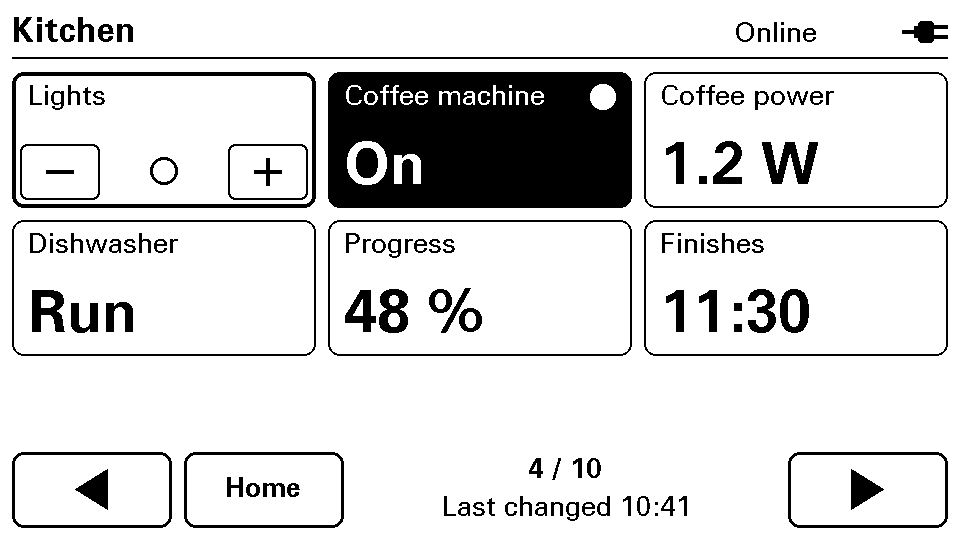 Kitchen
Online
Lights
Coffee machine
Coffee power
− +
On
1.2 W
Dishwasher
Progress
Finishes
Run
48 %
11:30
Home
4 / 10
Last changed 10:41